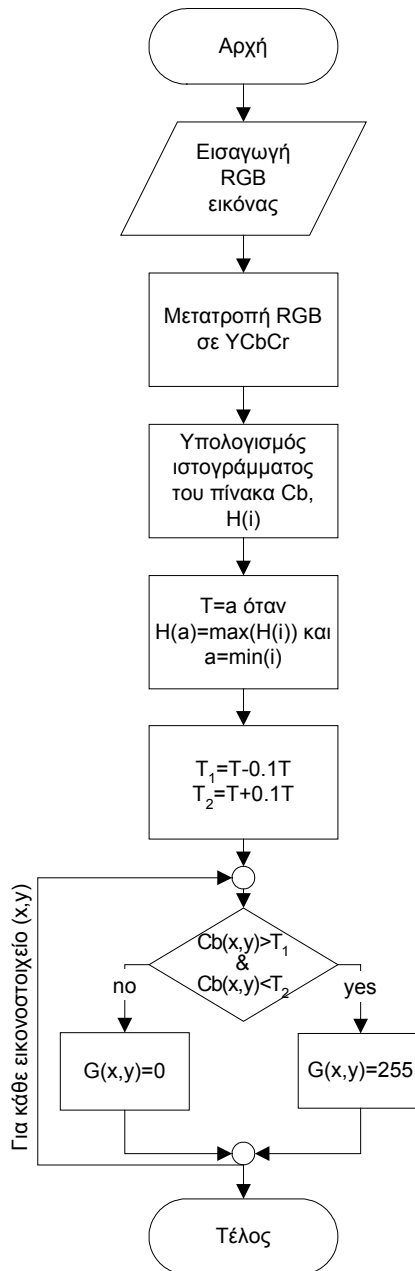 Αρχή
Εισαγωγή
RGB
εικόνας
Μετατροπή RGB
σε YCbCr
Υπολογισμός
ιστογράμματος
του πίνακα Cb,
H(i)
T=a όταν
H(a)=max(H(i)) και
a=min(i)
T₁=T-0.1T
T₂=T+0.1T
Για κάθε εικονοστοιχείο (x,y)
Cb(x,y)>T₁
&
Cb(x,y)<T₂
no
yes
G(x,y)=0
G(x,y)=255
Τέλος